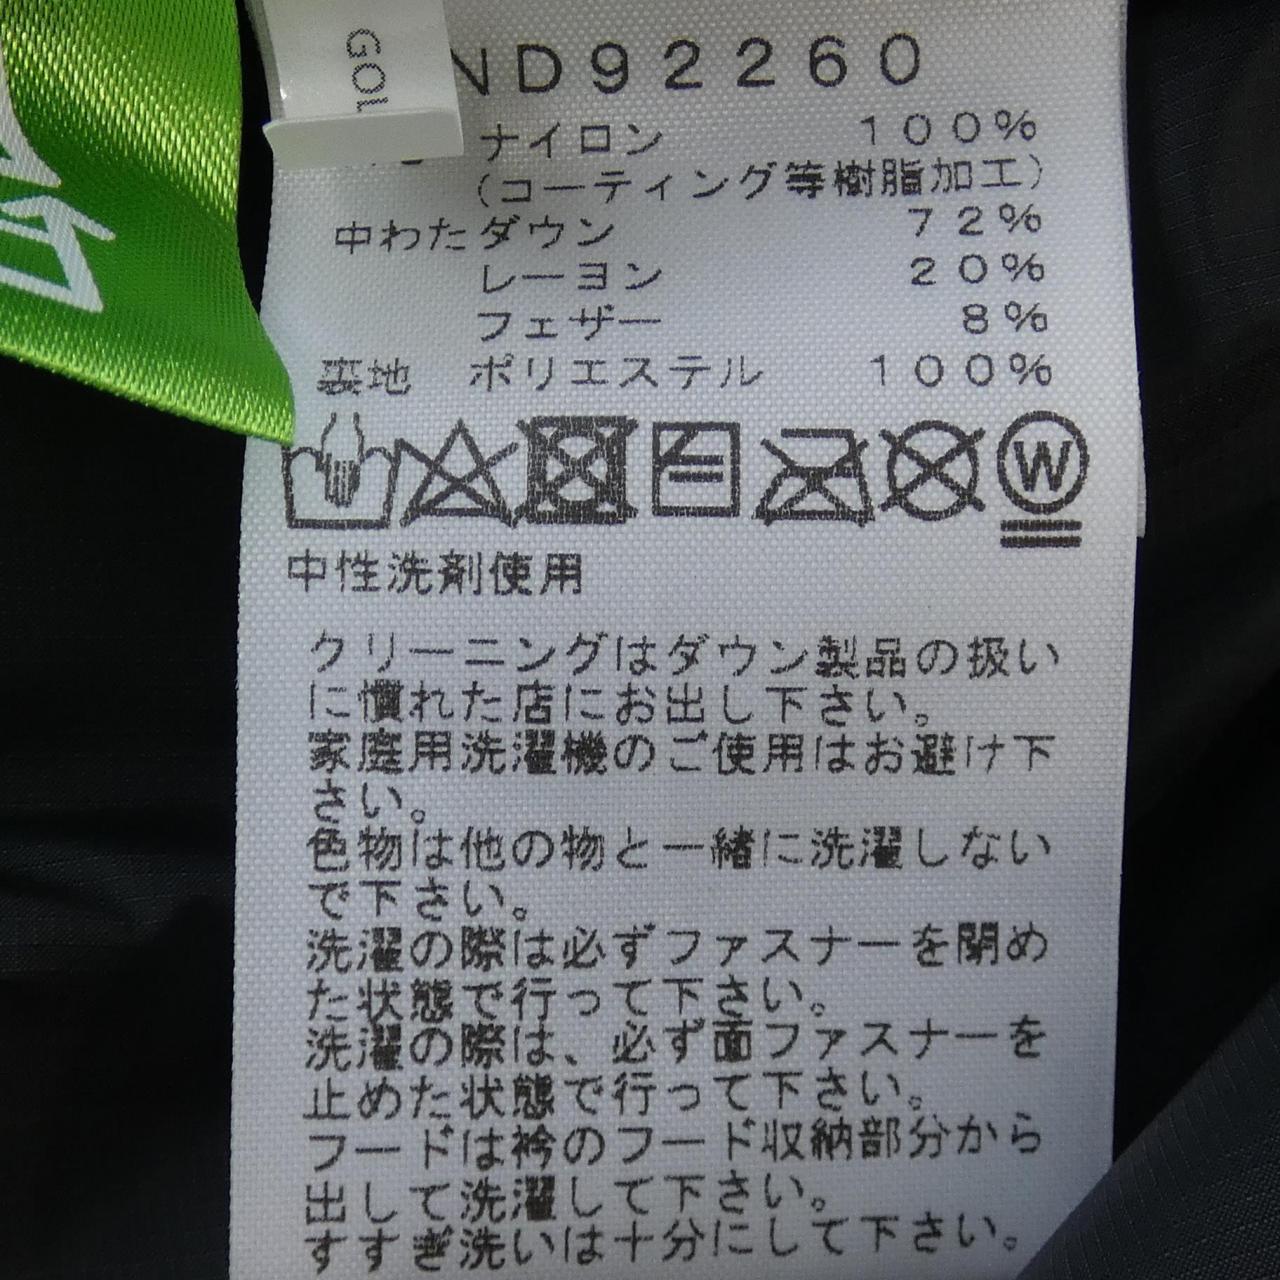 GOL
ND92260
ナイロン 100%
(コーティング等樹脂加工)
中わた ダウン 72%
レーヨン 20%
フェザー 8%
裏地 ポリエステル 100%
W
中性洗剤使用
クリーニングはダウン製品の扱い
に慣れた店にお出し下さい。
家庭用洗濯機のご使用はお避け下
さい。
色物は他の物と一緒に洗濯しない
で下さい。
洗濯の際は必ずファスナーを閉め
た状態で行って下さい。
洗濯の際は、必ず面ファスナーを
止めた状態で行って下さい。
フードは衿のフード収納部分から
出して洗濯して下さい。
すすぎ洗いは十分にして下さい。